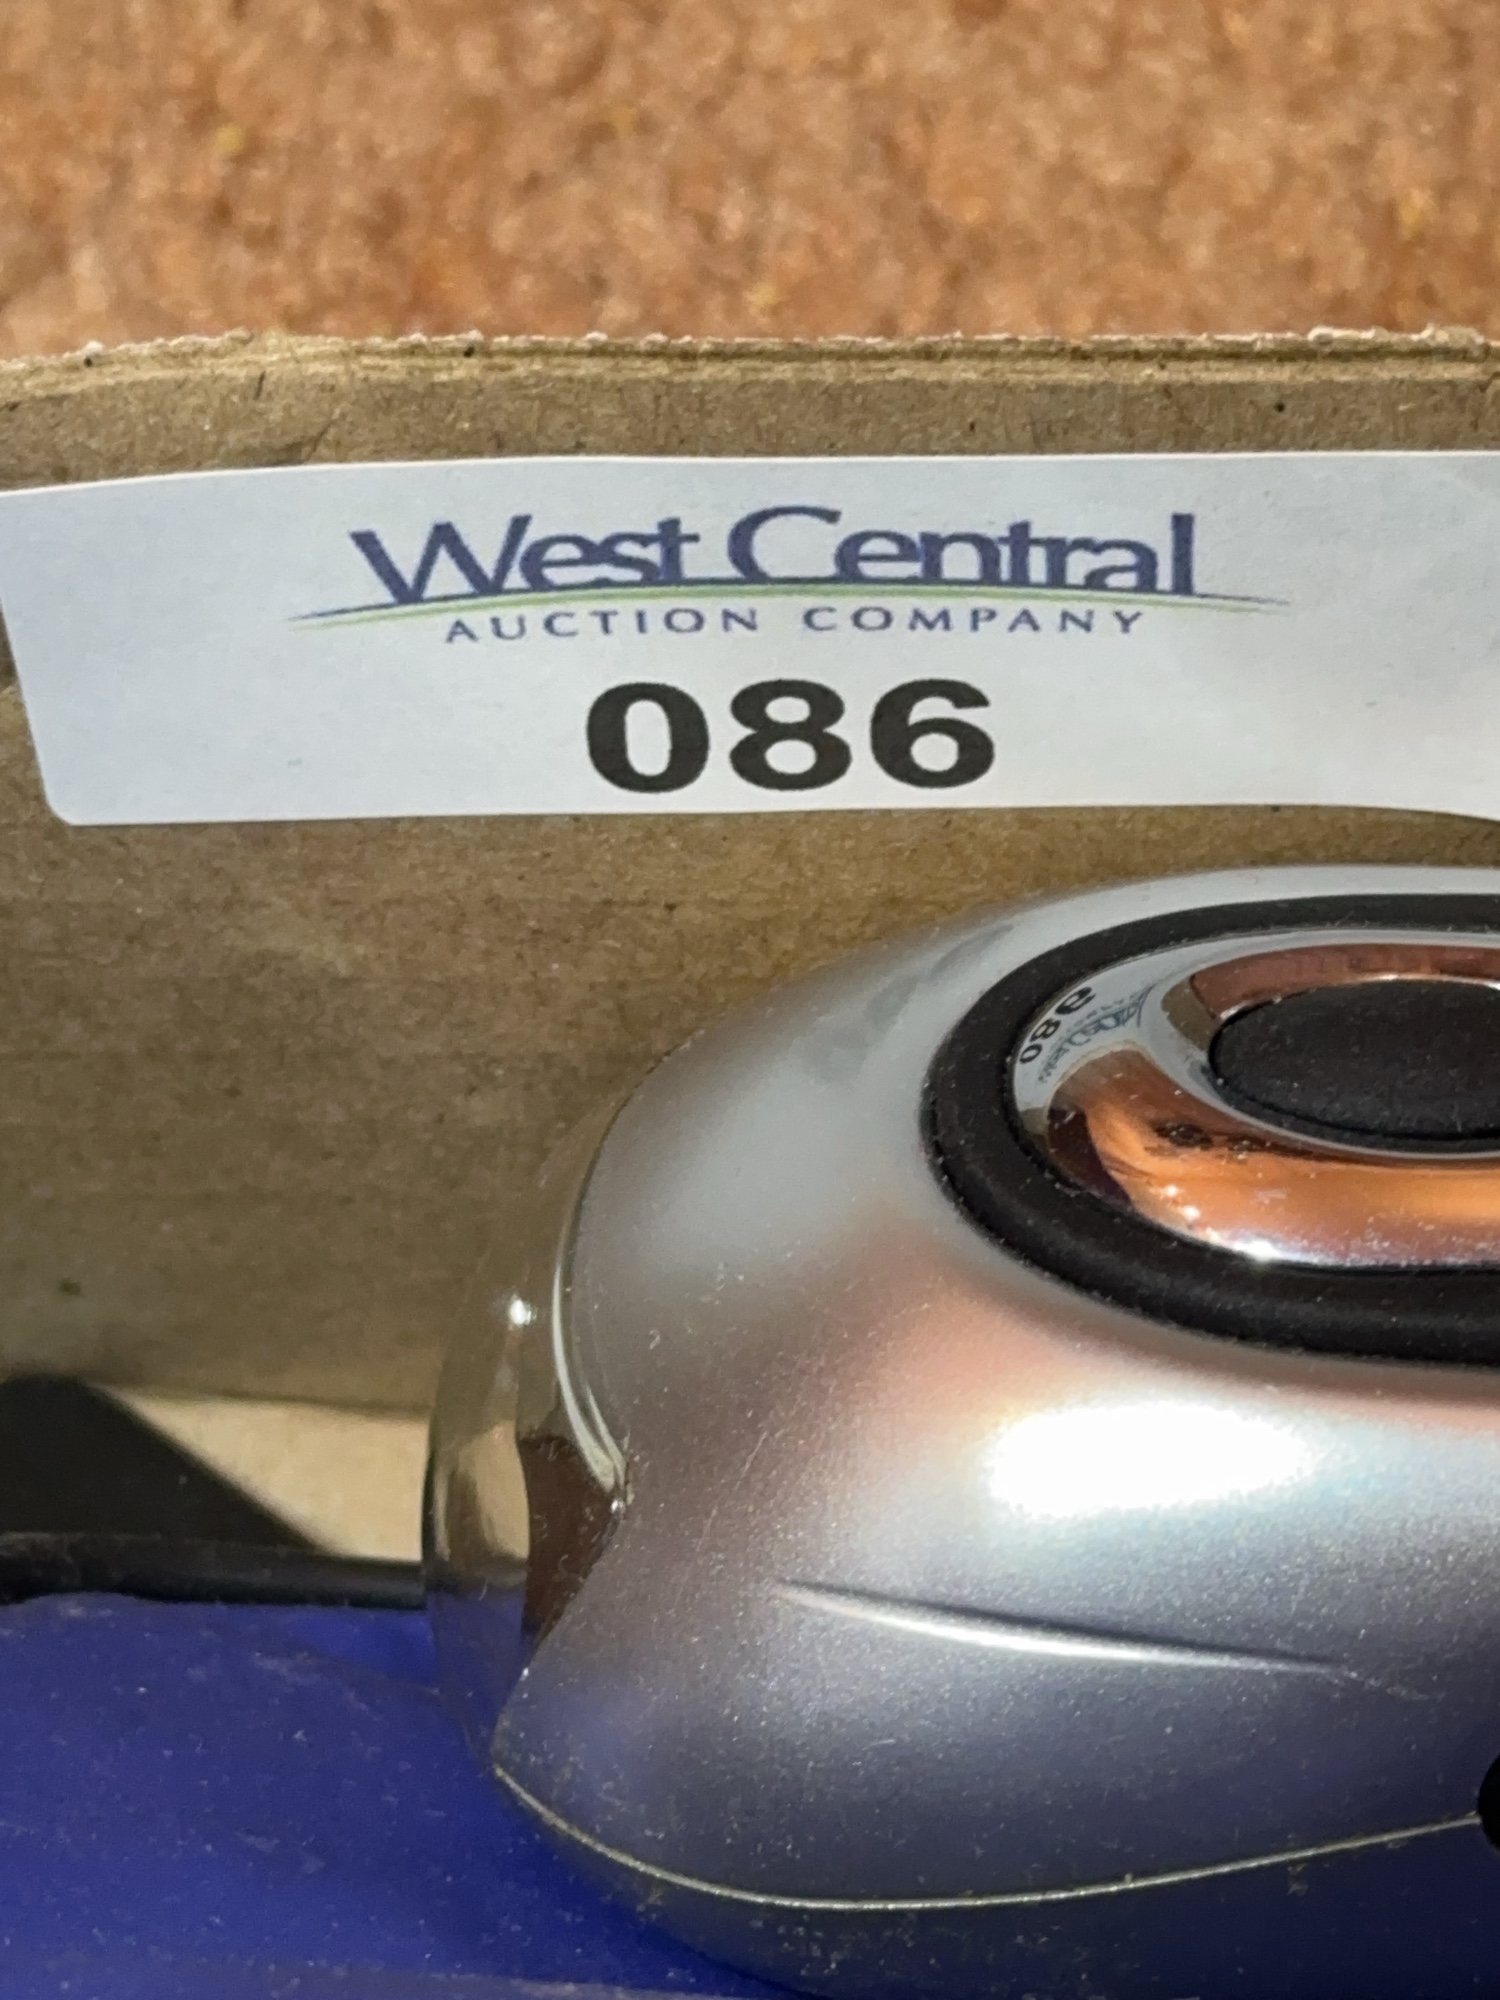 West Central
AUCTION COMPANY
086